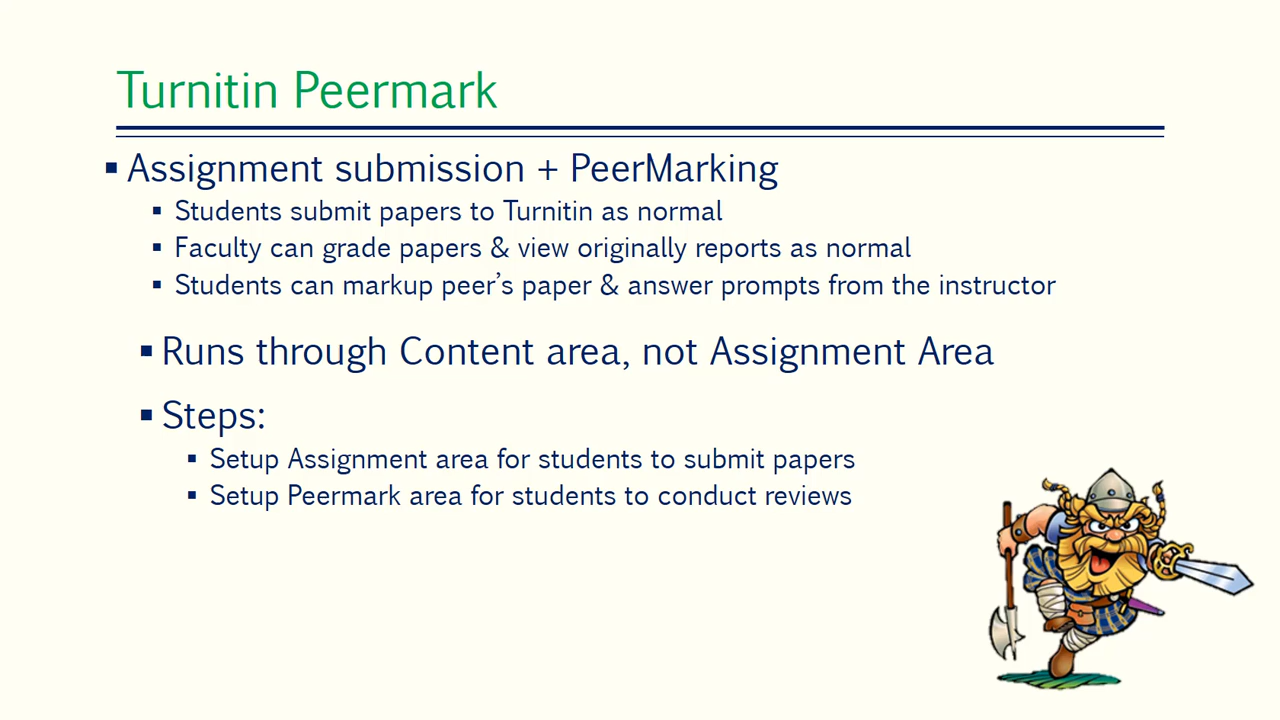 Turnitin Peermark
▪ Assignment submission + PeerMarking
▪ Students submit papers to Turnitin as normal
▪ Faculty can grade papers & view originally reports as normal
▪ Students can markup peer’s paper & answer prompts from the instructor
▪ Runs through Content area, not Assignment Area
▪ Steps:
▪ Setup Assignment area for students to submit papers
▪ Setup Peermark area for students to conduct reviews